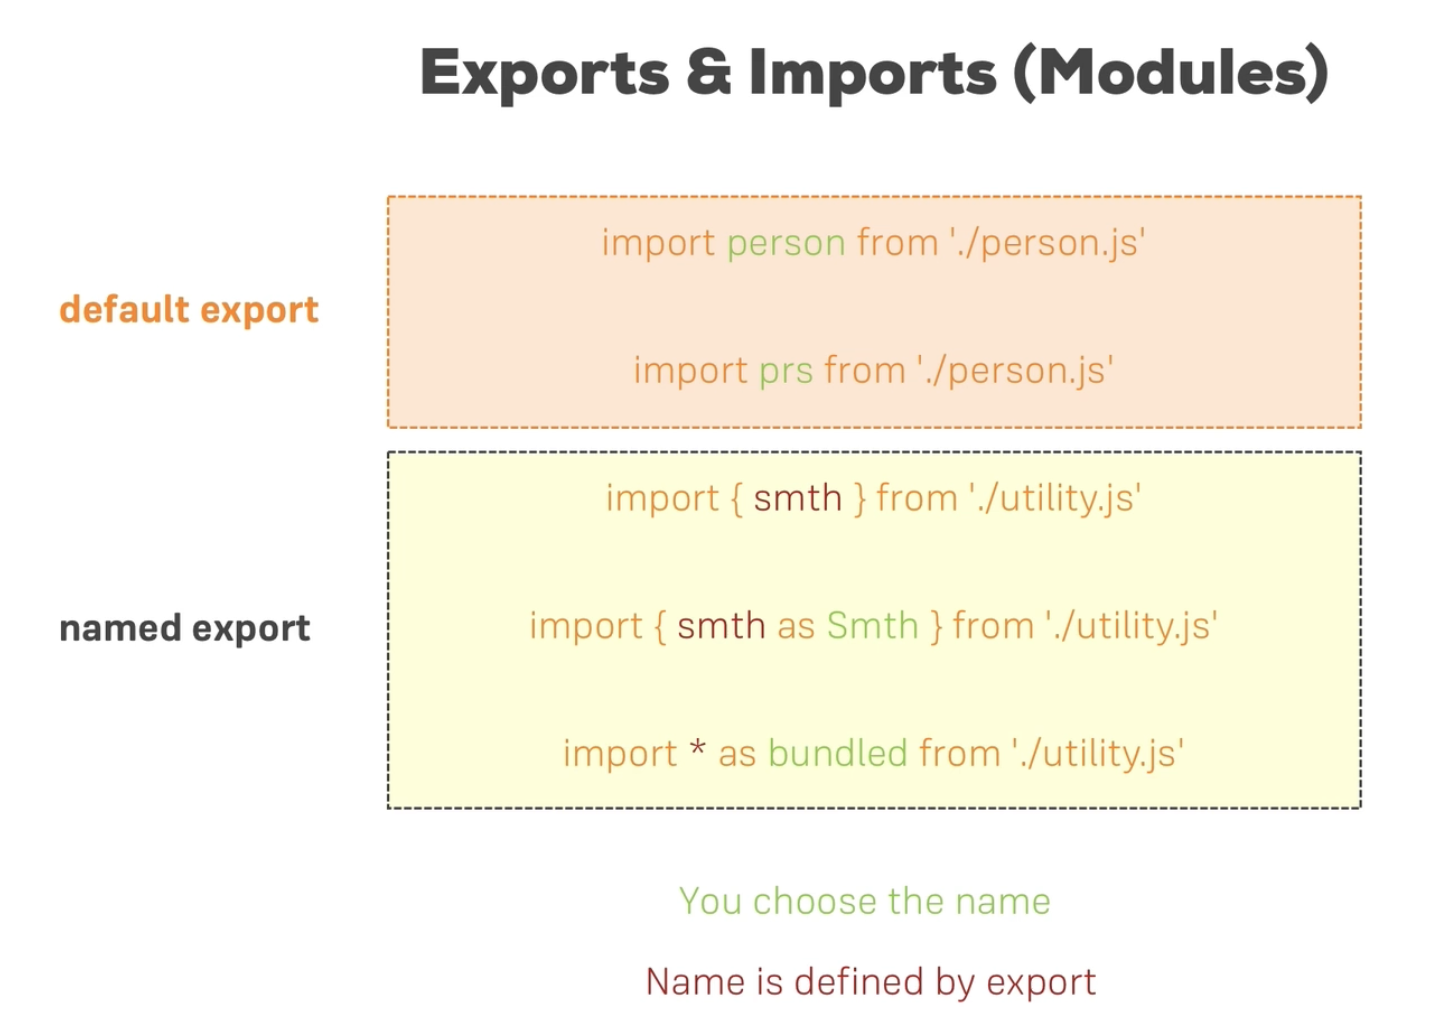 Exports & Imports (Modules)
default export
import person from './person.js'
import prs from './person.js'
named export
import { smth } from './utility.js'
import { smth as Smth } from './utility.js'
import * as bundled from './utility.js'
You choose the name
Name is defined by export